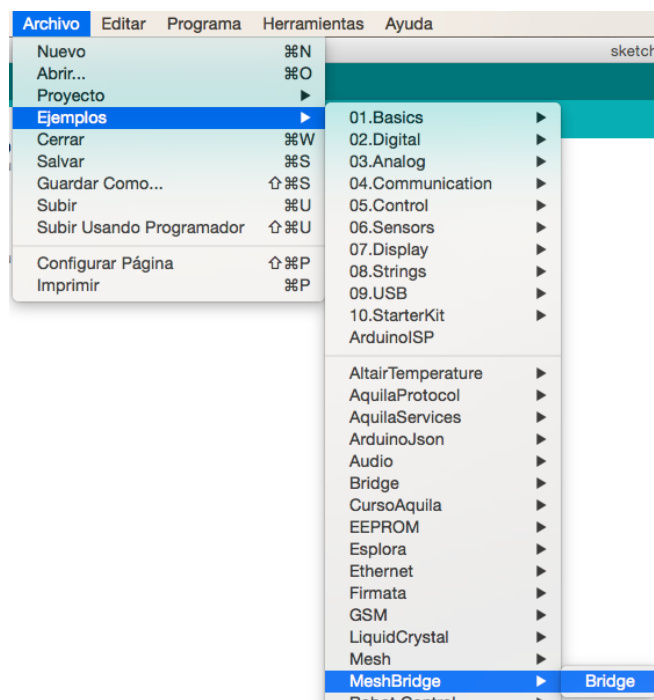 Archivo Editar Programa Herramientas Ayuda
sketch
Nuevo ⌘N
Abrir... ⌘O
Proyecto ▶
Ejemplos ▶
Cerrar ⌘W
Salvar ⌘S
Guardar Como... ⇧⌘S
Subir ⌘U
Subir Usando Programador ⇧⌘U
Configurar Página ⇧⌘P
Imprimir ⌘P
01.Basics ▶
02.Digital ▶
03.Analog ▶
04.Communication ▶
05.Control ▶
06.Sensors ▶
07.Display ▶
08.Strings ▶
09.USB ▶
10.StarterKit ▶
ArduinoISP
AltairTemperature ▶
AquilaProtocol ▶
AquilaServices ▶
ArduinoJson ▶
Audio ▶
Bridge ▶
CursoAquila ▶
EEPROM ▶
Esplora ▶
Ethernet ▶
Firmata ▶
GSM ▶
LiquidCrystal ▶
Mesh ▶
MeshBridge ▶
Bridge